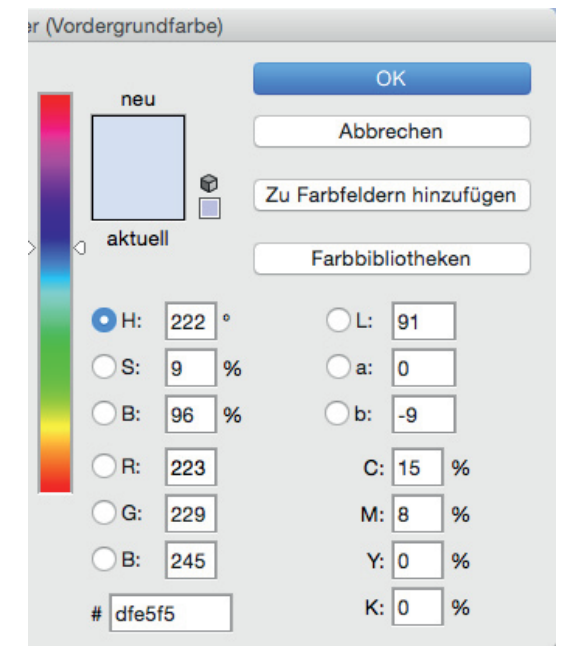 er (Vordergrundfarbe)
neu
aktuell
OK
Abbrechen
Zu Farbfeldern hinzufügen
Farbbibliotheken
H: 222 °
S: 9 %
B: 96 %
R: 223
G: 229
B: 245
# dfe5f5
L: 91
a: 0
b: -9
C: 15 %
M: 8 %
Y: 0 %
K: 0 %